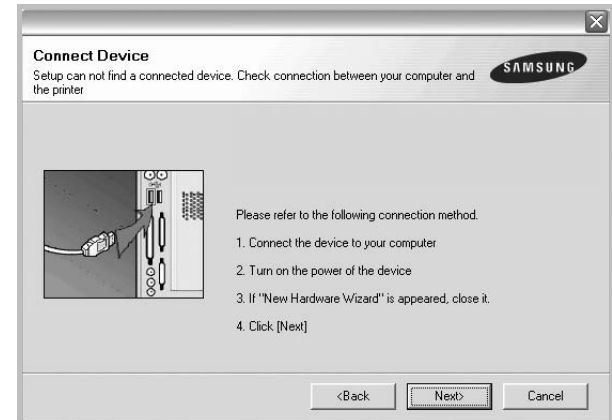 Connect Device
Setup can not find a connected device. Check connection between your computer and
the printer
SAMSUNG
Please refer to the following connection method.
1. Connect the device to your computer
2. Turn on the power of the device
3. If "New Hardware Wizard" is appeared, close it.
4. Click [Next]
<Back
Next>
Cancel